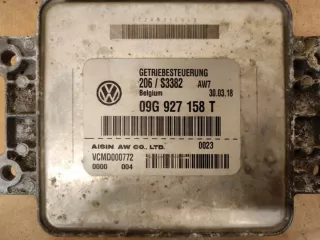 GETRIEBESTEUERUNG
206 / S3382 AW7
Belgium 30.03.18
09G 927 158 T
AISIN AW CO., LTD. 0023
VCMD000772
0000 004